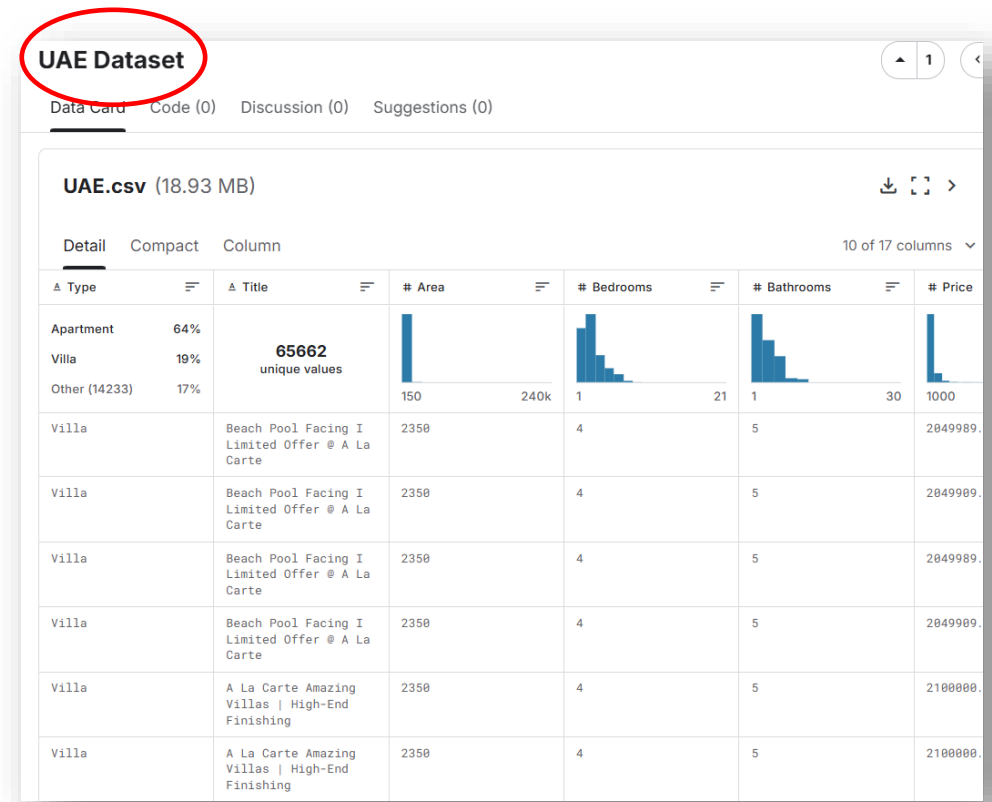 UAE Dataset
1
Data Card Code (0) Discussion (0) Suggestions (0)
UAE.csv (18.93 MB)
Detail Compact Column
10 of 17 columns
A Type
A Title
# Area
# Bedrooms
# Bathrooms
# Price
Apartment 64%
Villa 19%
Other (14233) 17%
65662
unique values
150 240k
1 21
1 30
1000
Villa
Beach Pool Facing I
Limited Offer @ A La
Carte
2350
4
5
2049989.
Villa
Beach Pool Facing I
Limited Offer @ A La
Carte
2350
4
5
2049909.
Villa
Beach Pool Facing I
Limited Offer @ A La
Carte
2350
4
5
2049989.
Villa
Beach Pool Facing I
Limited Offer @ A La
Carte
2350
4
5
2049909.
Villa
A La Carte Amazing
Villas | High-End
Finishing
2350
4
5
2100000.
Villa
A La Carte Amazing
Villas | High-End
Finishing
2350
4
5
2100000.